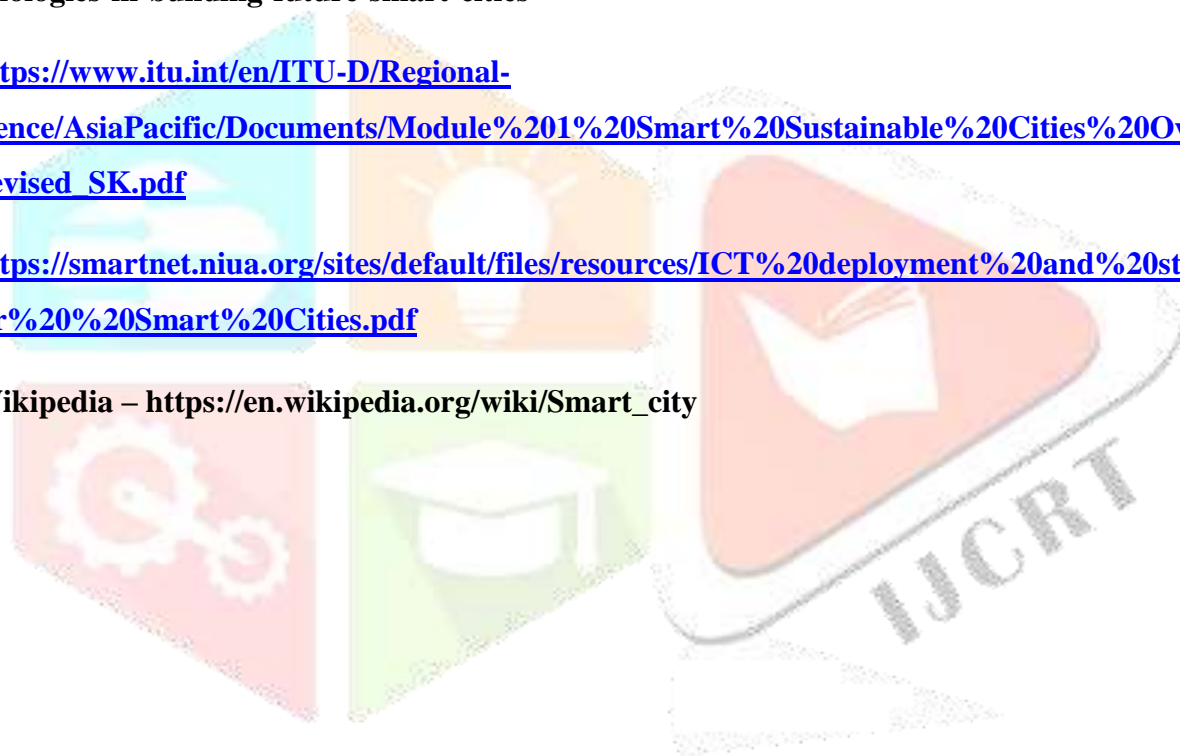 nologies in building future smart cities
ttps://www.itu.int/en/ITU-D/Regional-
ence/AsiaPacific/Documents/Module%201%20Smart%20Sustainable%20Cities%20Ov
evised_SK.pdf
ttps://smartnet.niua.org/sites/default/files/resources/ICT%20deployment%20and%20st
r%20%20Smart%20Cities.pdf
ikipedia – https://en.wikipedia.org/wiki/Smart_city
IJCRT